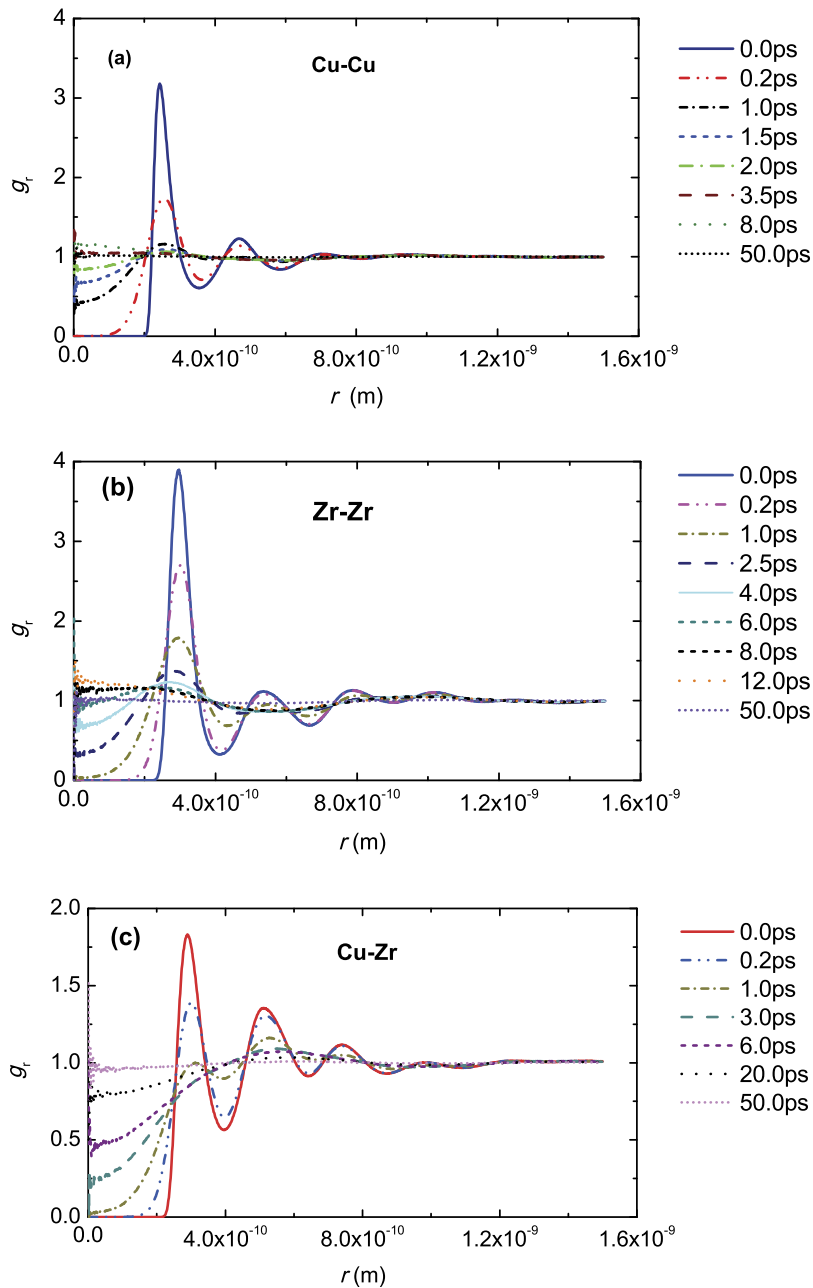 (a)
Cu-Cu
4
3
2
1
0
gᵣ
0.0
4.0x10⁻¹⁰
8.0x10⁻¹⁰
1.2x10⁻⁹
1.6x10⁻⁹
r (m)
0.0ps
0.2ps
1.0ps
1.5ps
2.0ps
3.5ps
8.0ps
50.0ps
(b)
Zr-Zr
4
3
2
1
0
gᵣ
0.0
4.0x10⁻¹⁰
8.0x10⁻¹⁰
1.2x10⁻⁹
1.6x10⁻⁹
r (m)
0.0ps
0.2ps
1.0ps
2.5ps
4.0ps
6.0ps
8.0ps
12.0ps
50.0ps
(c)
Cu-Zr
2.0
1.5
1.0
0.5
0.0
gᵣ
0.0
4.0x10⁻¹⁰
8.0x10⁻¹⁰
1.2x10⁻⁹
1.6x10⁻⁹
r (m)
0.0ps
0.2ps
1.0ps
3.0ps
6.0ps
20.0ps
50.0ps